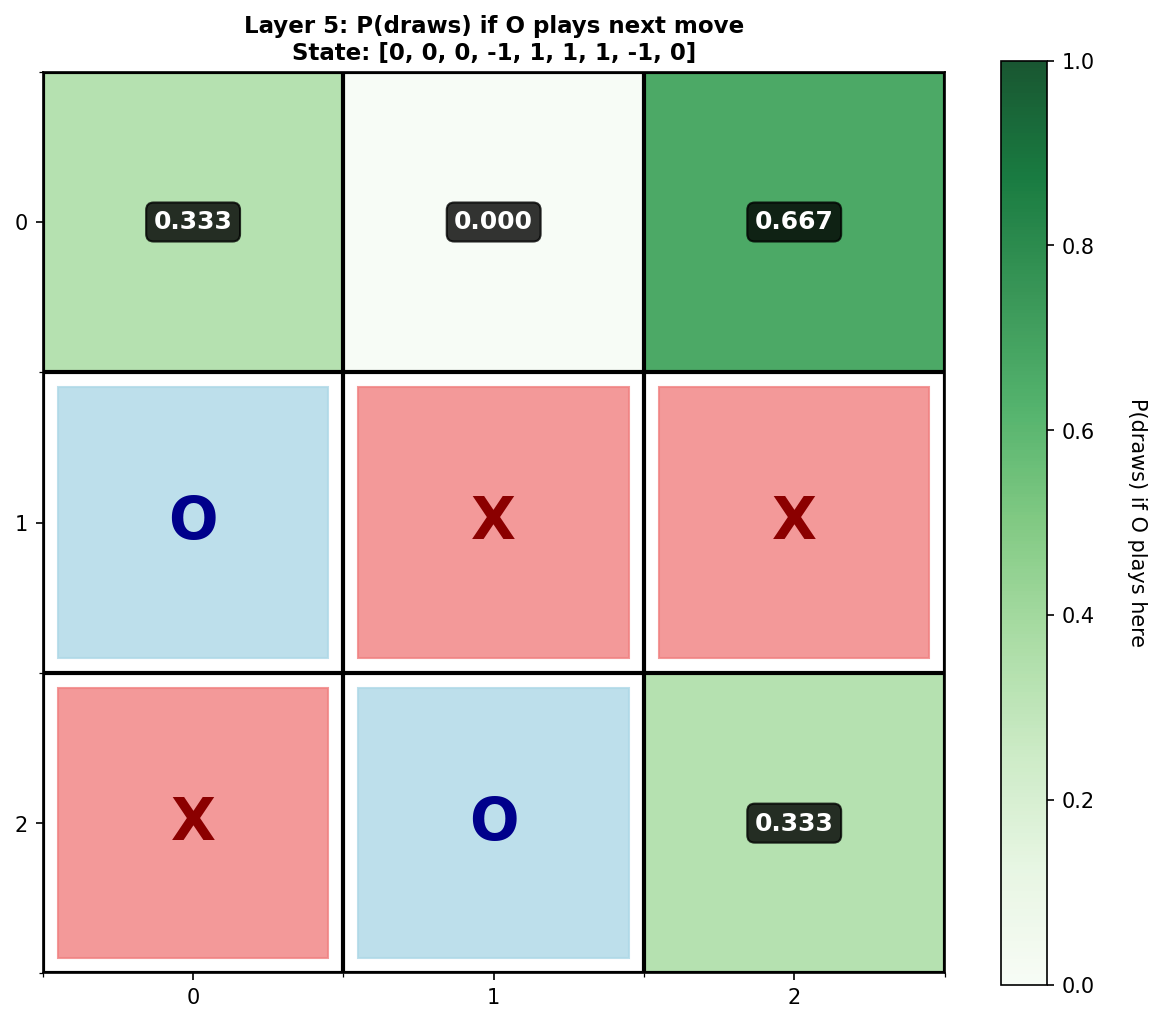 Layer 5: P(draws) if O plays next move
State: [0, 0, 0, -1, 1, 1, 1, -1, 0]
0
0.333
0.000
0.667
1
O
X
X
2
X
O
0.333
0
1
2
1.0
0.8
0.6
0.4
0.2
0.0
P(draws) if O plays here